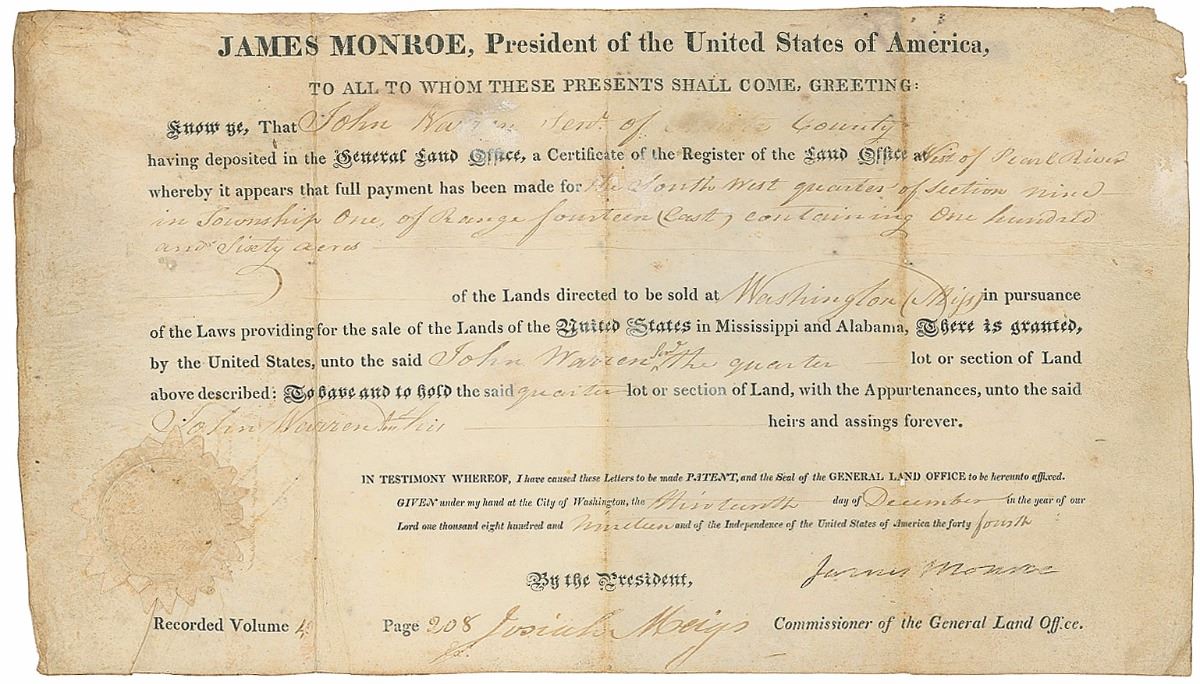 JAMES MONROE, President of the United States of America,
TO ALL TO WHOM THESE PRESENTS SHALL COME, GREETING:
Know ye, That John Warren Senr. of County
having deposited in the General Land Office, a Certificate of the Register of the Land Office at West of Pearl River
whereby it appears that full payment has been made for the South West quarter of Section nine
in Township One, of Range fourteen (East) containing One hundred
and Sixty acres
of the Lands directed to be sold at Washington (Miss) in pursuance
of the Laws providing for the sale of the Lands of the United States in Mississippi and Alabama, There is granted,
by the United States, unto the said John Warren Senr. the quarter lot or section of Land
above described: To have and to hold the said quarter lot or section of Land, with the Appurtenances, unto the said
John Warren Senr. his heirs and assings forever.
IN TESTIMONY WHEREOF, I have caused these Letters to be made PATENT, and the Seal of the GENERAL LAND OFFICE to be hereunto affixed.
GIVEN under my hand at the City of Washington, the day of December in the year of our
Lord one thousand eight hundred and nineteen and of the Independence of the United States of America the forty fourth
James Monroe
By the President,
Recorded Volume Page 208 Josiah Meigs Commissioner of the General Land Office.